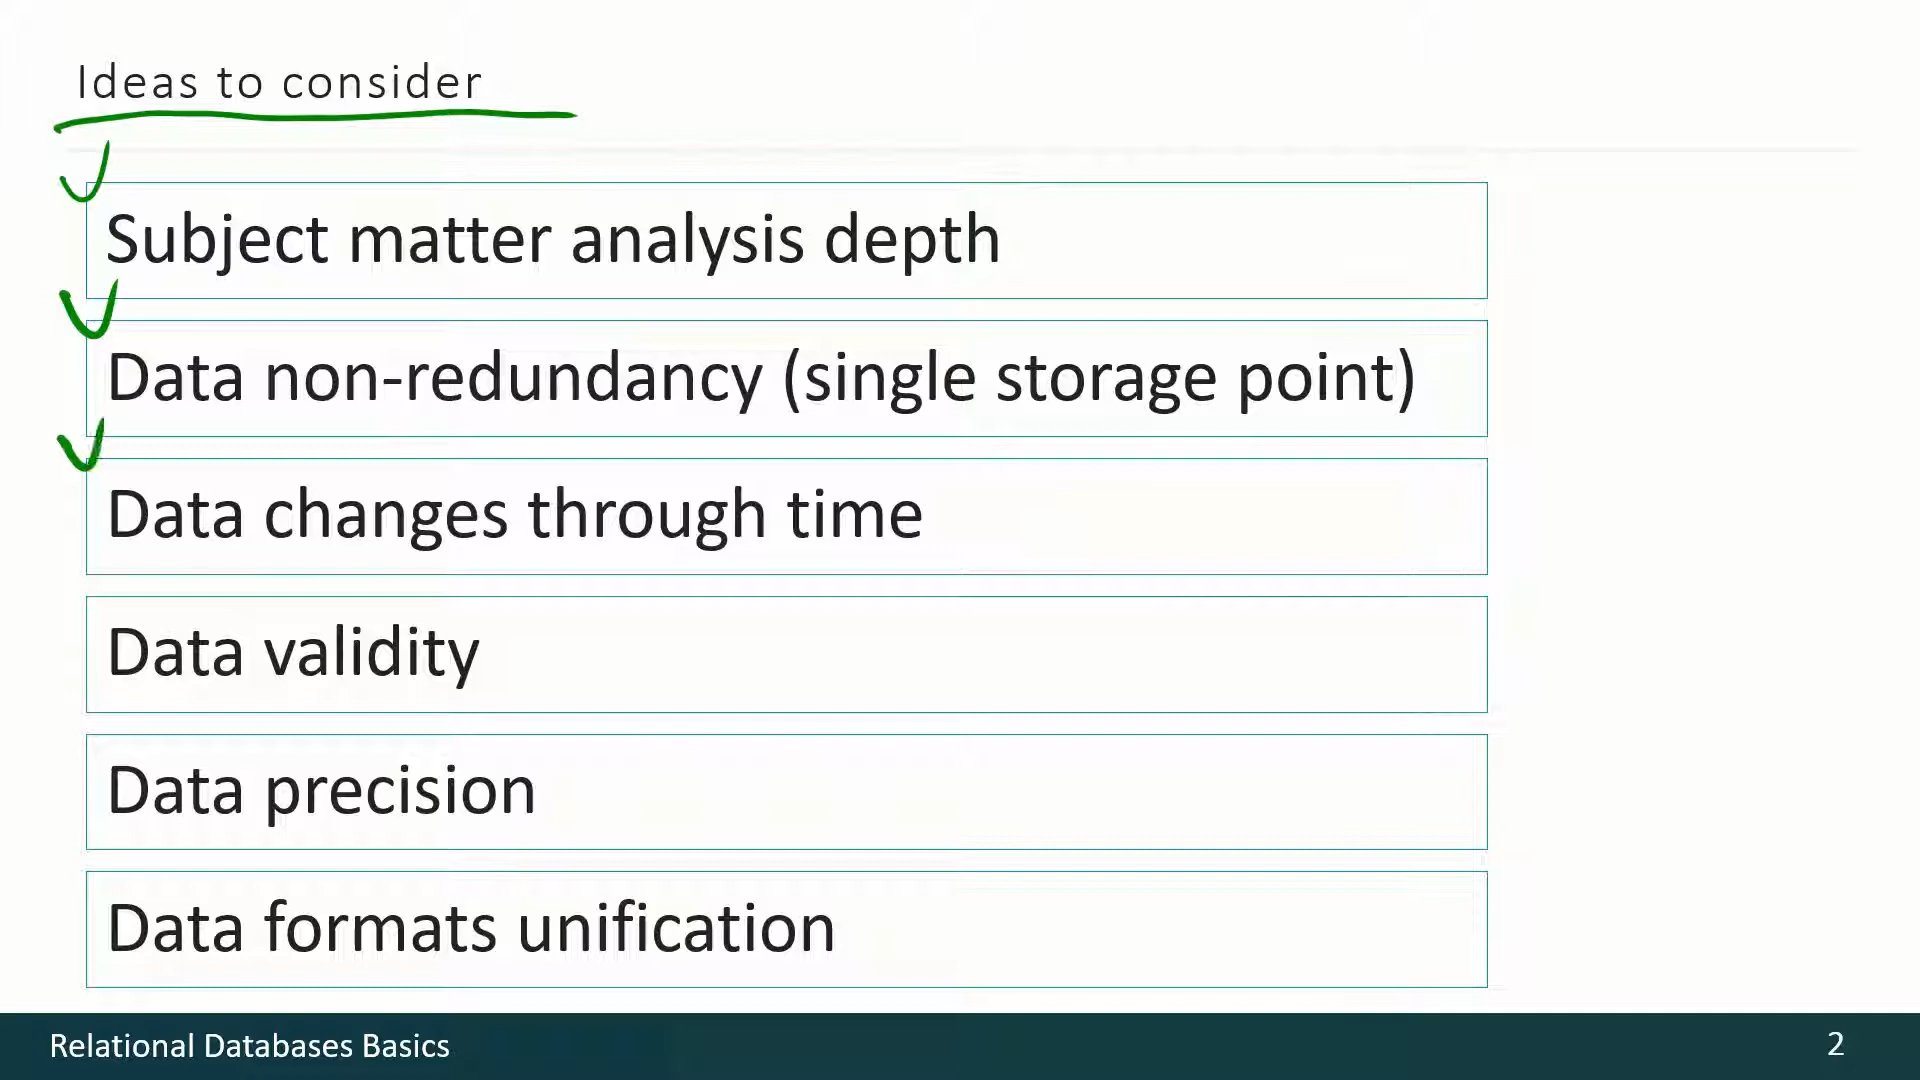 Ideas to consider
Subject matter analysis depth
Data non-redundancy (single storage point)
Data changes through time
Data validity
Data precision
Data formats unification
Relational Databases Basics
2